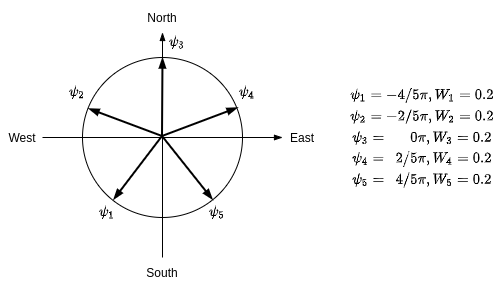 North
ψ3
ψ2
ψ4
West
East
ψ1
ψ5
South
ψ1 = −4/5π, W1 = 0.2
ψ2 = −2/5π, W2 = 0.2
ψ3 = 0π, W3 = 0.2
ψ4 = 2/5π, W4 = 0.2
ψ5 = 4/5π, W5 = 0.2